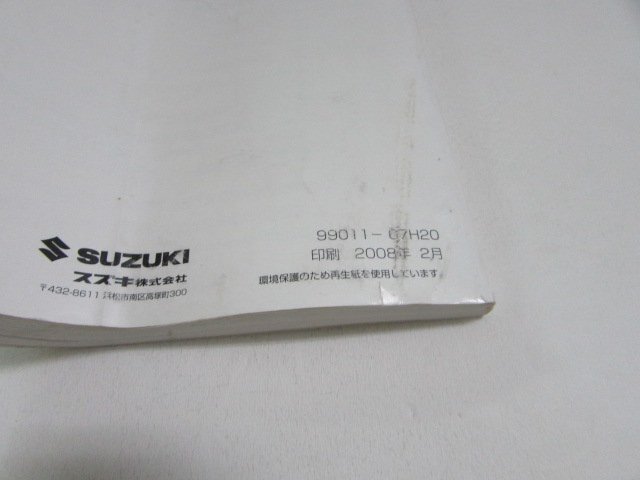 99011-07H20
印刷 2008年 2月
環境保護のため再生紙を使用しています。
SUZUKI
スズキ株式会社
〒432-8611 浜松市南区高塚町300